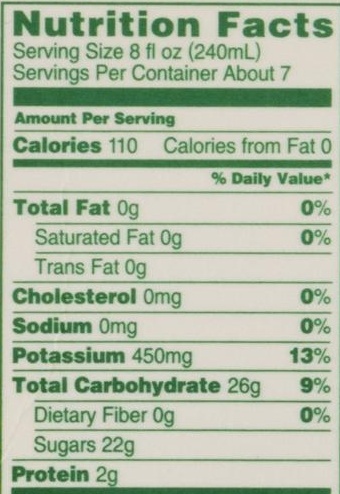 Nutrition Facts
Serving Size 8 fl oz (240mL)
Servings Per Container About 7
Amount Per Serving
Calories 110 Calories from Fat 0
% Daily Value*
Total Fat 0g 0%
Saturated Fat 0g 0%
Trans Fat 0g
Cholesterol 0mg 0%
Sodium 0mg 0%
Potassium 450mg 13%
Total Carbohydrate 26g 9%
Dietary Fiber 0g 0%
Sugars 22g
Protein 2g